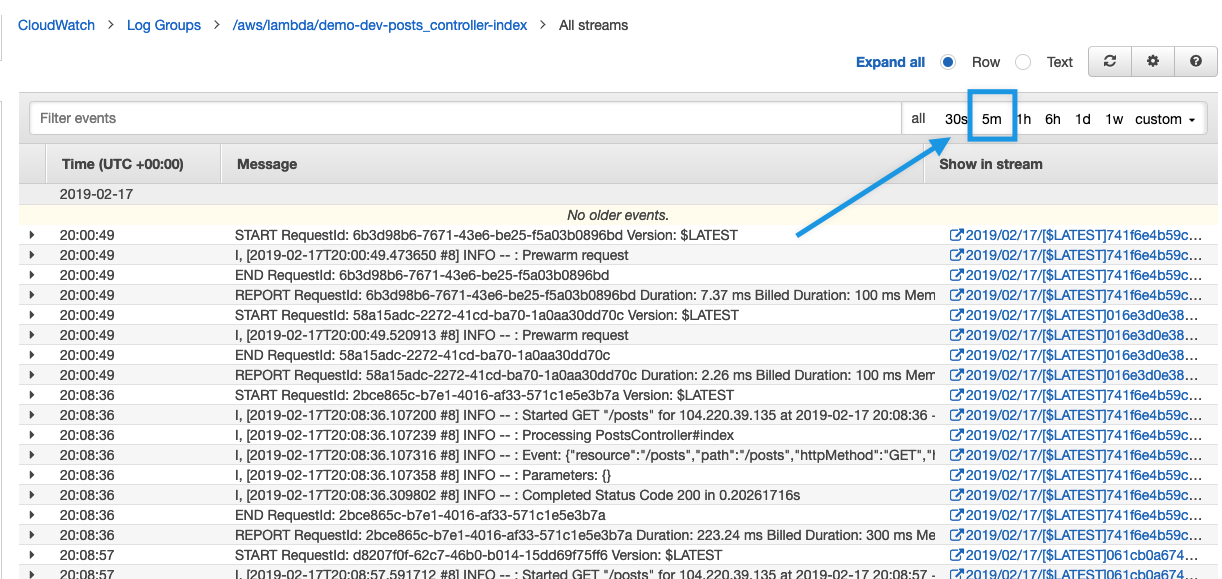 CloudWatch > Log Groups > /aws/lambda/demo-dev-posts_controller-index > All streams
Expand all Row Text
Filter events all 30s 5m 1h 6h 1d 1w custom
Time (UTC +00:00) Message Show in stream
2019-02-17
No older events.
20:00:49 START RequestId: 6b3d98b6-7671-43e6-be25-f5a03b0896bd Version: $LATEST 2019/02/17/[$LATEST]741f6e4b59c...
20:00:49 I, [2019-02-17T20:00:49.473650 #8] INFO -- : Prewarm request 2019/02/17/[$LATEST]741f6e4b59c...
20:00:49 END RequestId: 6b3d98b6-7671-43e6-be25-f5a03b0896bd 2019/02/17/[$LATEST]741f6e4b59c...
20:00:49 REPORT RequestId: 6b3d98b6-7671-43e6-be25-f5a03b0896bd Duration: 7.37 ms Billed Duration: 100 ms Mem 2019/02/17/[$LATEST]741f6e4b59c...
20:00:49 START RequestId: 58a15adc-2272-41cd-ba70-1a0aa30dd70c Version: $LATEST 2019/02/17/[$LATEST]016e3d0e38...
20:00:49 I, [2019-02-17T20:00:49.520913 #8] INFO -- : Prewarm request 2019/02/17/[$LATEST]016e3d0e38...
20:00:49 END RequestId: 58a15adc-2272-41cd-ba70-1a0aa30dd70c 2019/02/17/[$LATEST]016e3d0e38...
20:00:49 REPORT RequestId: 58a15adc-2272-41cd-ba70-1a0aa30dd70c Duration: 2.26 ms Billed Duration: 100 ms Mem 2019/02/17/[$LATEST]016e3d0e38...
20:08:36 START RequestId: 2bce865c-b7e1-4016-af33-571c1e5e3b7a Version: $LATEST 2019/02/17/[$LATEST]741f6e4b59c...
20:08:36 I, [2019-02-17T20:08:36.107200 #8] INFO -- : Started GET "/posts" for 104.220.39.135 at 2019-02-17 20:08:36 - 2019/02/17/[$LATEST]741f6e4b59c...
20:08:36 I, [2019-02-17T20:08:36.107239 #8] INFO -- : Processing PostsController#index 2019/02/17/[$LATEST]741f6e4b59c...
20:08:36 I, [2019-02-17T20:08:36.107316 #8] INFO -- : Event: {"resource":"/posts","path":"/posts","httpMethod":"GET"," 2019/02/17/[$LATEST]741f6e4b59c...
20:08:36 I, [2019-02-17T20:08:36.107358 #8] INFO -- : Parameters: {} 2019/02/17/[$LATEST]741f6e4b59c...
20:08:36 I, [2019-02-17T20:08:36.309802 #8] INFO -- : Completed Status Code 200 in 0.20261716s 2019/02/17/[$LATEST]741f6e4b59c...
20:08:36 END RequestId: 2bce865c-b7e1-4016-af33-571c1e5e3b7a 2019/02/17/[$LATEST]741f6e4b59c...
20:08:36 REPORT RequestId: 2bce865c-b7e1-4016-af33-571c1e5e3b7a Duration: 223.24 ms Billed Duration: 300 ms Me 2019/02/17/[$LATEST]741f6e4b59c...
20:08:57 START RequestId: d8207f0f-62c7-46b0-b014-15dd69f75ff6 Version: $LATEST 2019/02/17/[$LATEST]061cb0a674...
20:08:57 I, [2019-02-17T20:08:57.591712 #8] INFO -- : Started GET "/posts" for 104.220.39.135 at 2019-02-17 20:08:57 - 2019/02/17/[$LATEST]061cb0a674...